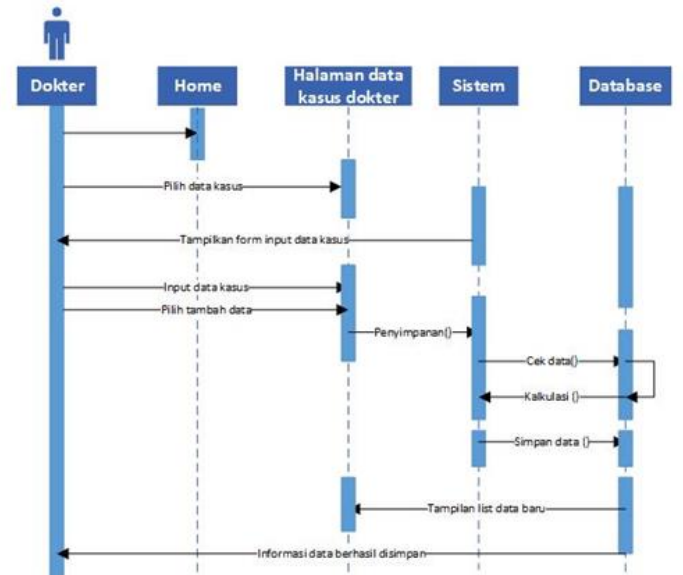 Dokter
Home
Halaman data
kasus dokter
Sistem
Database
Pilih data kasus
Tampilkan form input data kasus
Input data kasus
Pilih tambah data
Penyimpanan()
Cek data()
Kalkulasi ()
Simpan data ()
Tampilan list data baru
Informasi data berhasil disimpan